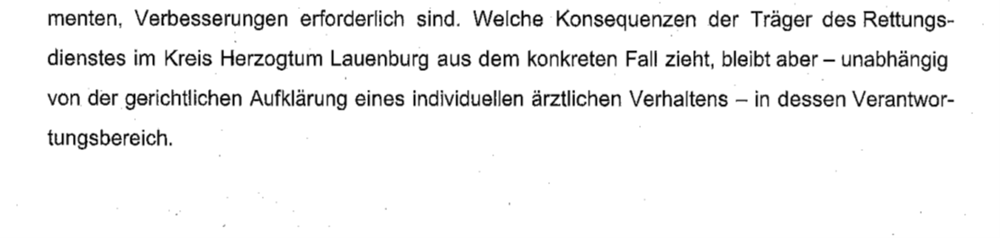 menten, Verbesserungen erforderlich sind. Welche Konsequenzen der Träger des Rettungs-
dienstes im Kreis Herzogtum Lauenburg aus dem konkreten Fall zieht, bleibt aber – unabhängig
von der gerichtlichen Aufklärung eines individuellen ärztlichen Verhaltens – in dessen Verantwor-
tungsbereich.